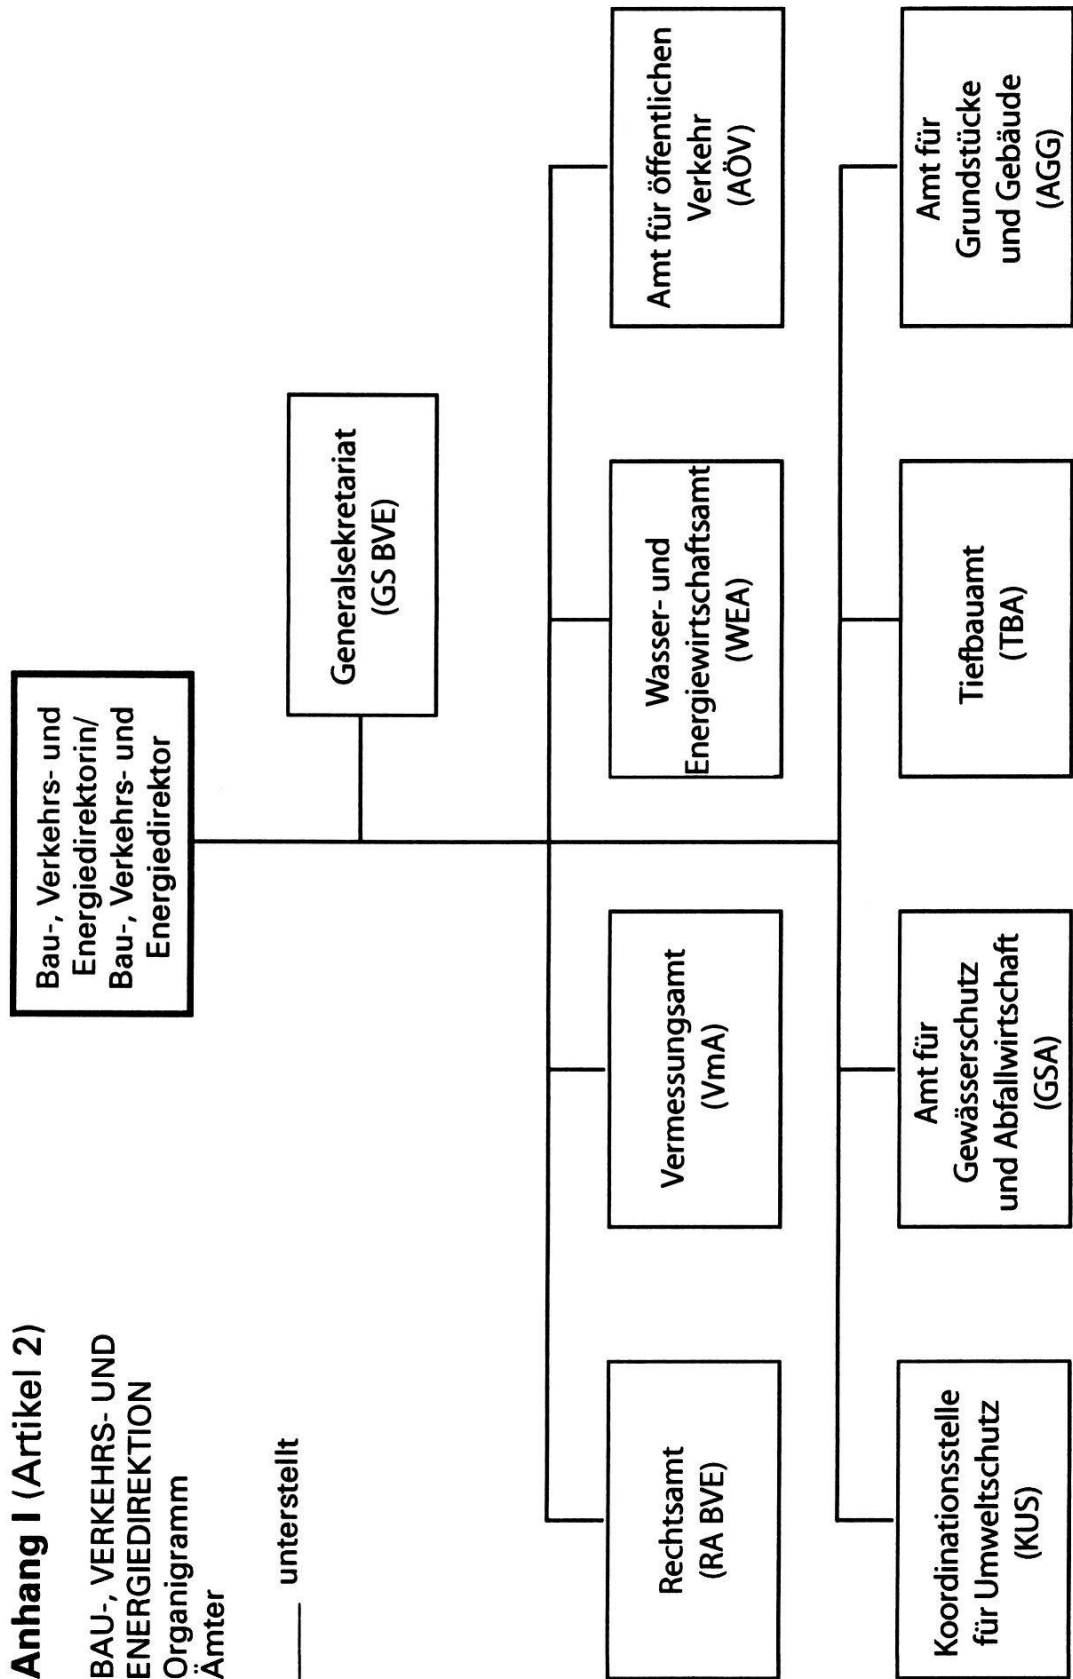 Anhang I (Artikel 2)
BAU-, VERKEHRS- UND
ENERGIEDIREKTION
Organigramm
Ämter
unterstellt
Bau-, Verkehrs- und
Energiedirektorin/
Bau-, Verkehrs- und
Energiedirektor
Generalsekretariat
(GS BVE)
Rechtsamt
(RA BVE)
Vermessungsamt
(VmA)
Wasser- und
Energiewirtschaftsamt
(WEA)
Amt für öffentlichen
Verkehr
(AÖV)
Koordinationsstelle
für Umweltschutz
(KUS)
Amt für
Gewässerschutz
und Abfallwirtschaft
(GSA)
Tiefbauamt
(TBA)
Amt für
Grundstücke
und Gebäude
(AGG)